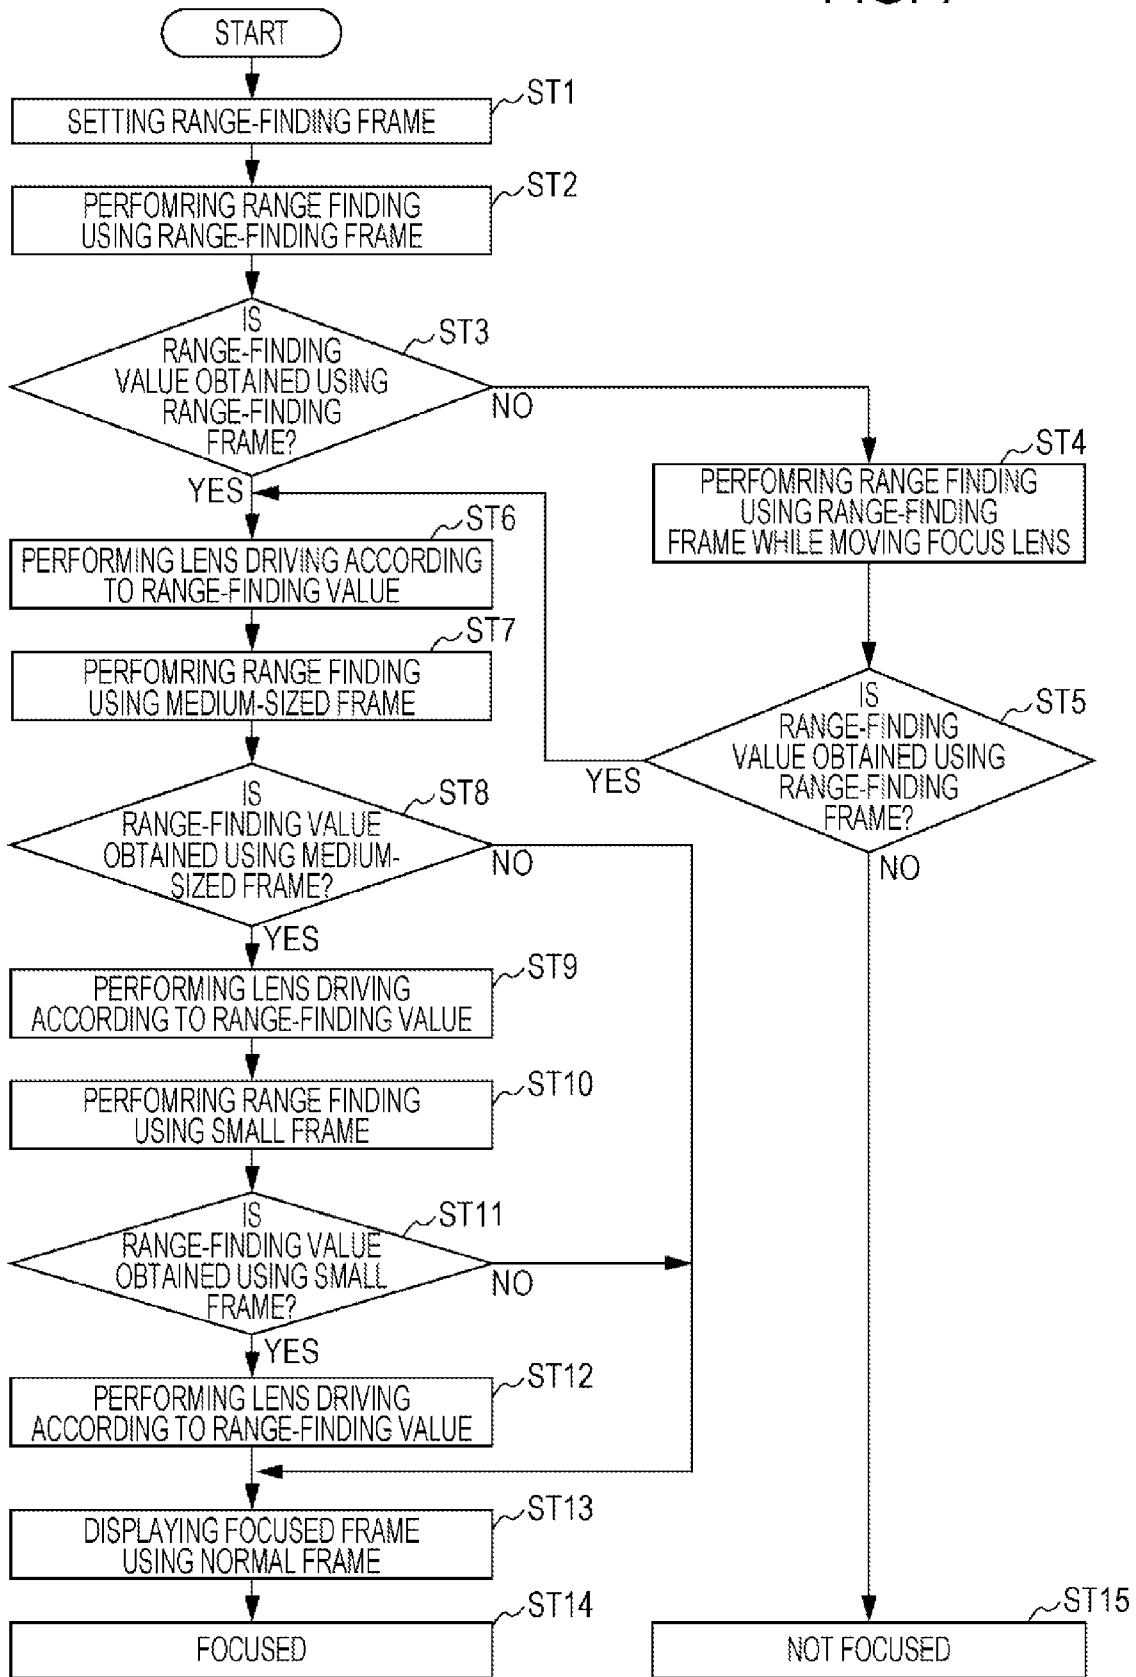 START
ST1
SETTING RANGE-FINDING FRAME
ST2
PERFOMRING RANGE FINDING
USING RANGE-FINDING FRAME
ST3
IS
RANGE-FINDING
VALUE OBTAINED USING
RANGE-FINDING
FRAME?
NO
YES
ST4
PERFOMRING RANGE FINDING
USING RANGE-FINDING
FRAME WHILE MOVING FOCUS LENS
ST5
IS
RANGE-FINDING
VALUE OBTAINED USING
RANGE-FINDING
FRAME?
YES
NO
ST6
PERFORMING LENS DRIVING ACCORDING
TO RANGE-FINDING VALUE
ST7
PERFOMRING RANGE FINDING
USING MEDIUM-SIZED FRAME
ST8
IS
RANGE-FINDING VALUE
OBTAINED USING MEDIUM-
SIZED FRAME?
NO
YES
ST9
PERFORMING LENS DRIVING
ACCORDING TO RANGE-FINDING VALUE
ST10
PERFOMRING RANGE FINDING
USING SMALL FRAME
ST11
IS
RANGE-FINDING VALUE
OBTAINED USING SMALL
FRAME?
NO
YES
ST12
PERFORMING LENS DRIVING
ACCORDING TO RANGE-FINDING VALUE
ST13
DISPLAYING FOCUSED FRAME
USING NORMAL FRAME
ST14
FOCUSED
ST15
NOT FOCUSED